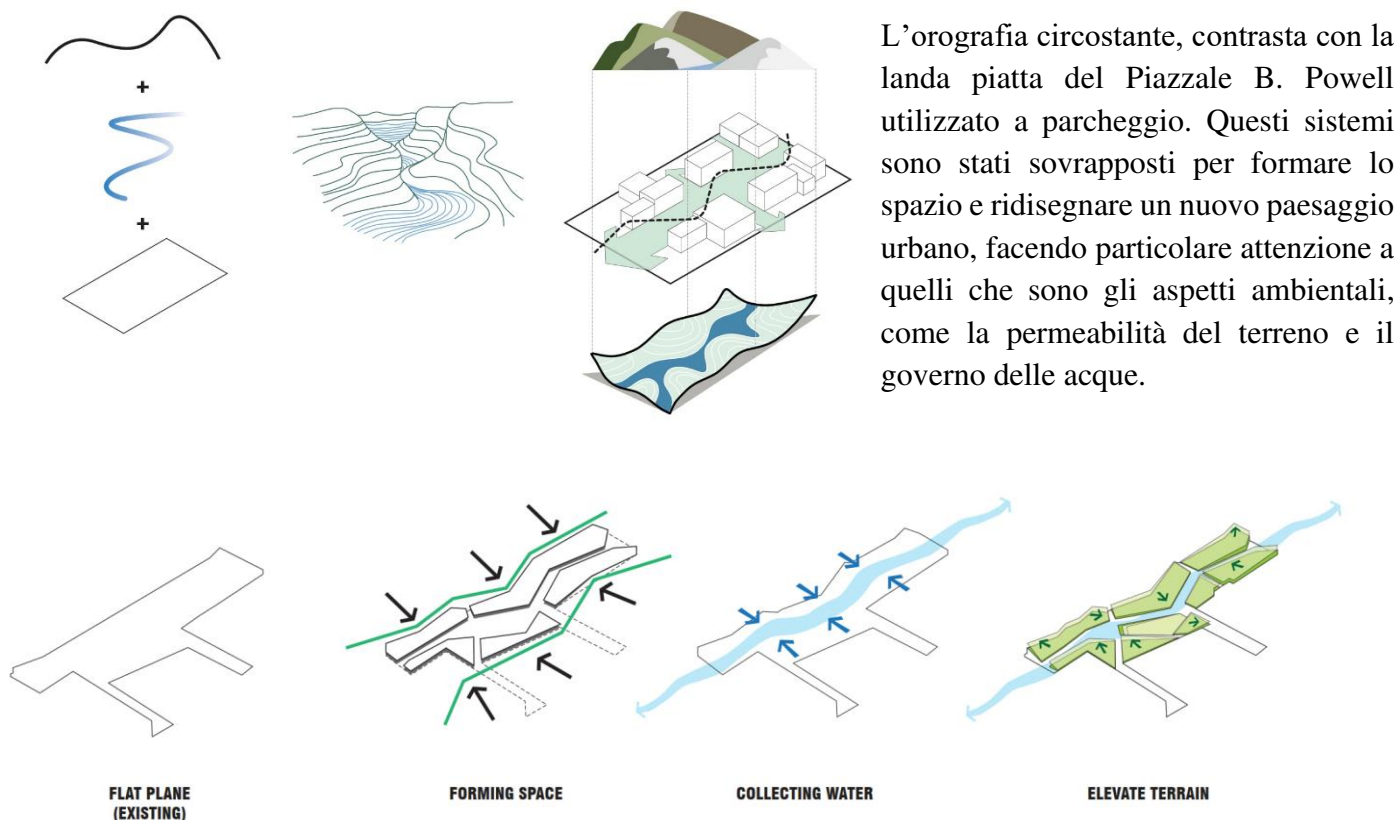 L’orografia circostante, contrasta con la
landa piatta del Piazzale B. Powell
utilizzato a parcheggio. Questi sistemi
sono stati sovrapposti per formare lo
spazio e ridisegnare un nuovo paesaggio
urbano, facendo particolare attenzione a
quelli che sono gli aspetti ambientali,
come la permeabilità del terreno e il
governo delle acque.
+
+
FLAT PLANE
(EXISTING)
FORMING SPACE
COLLECTING WATER
ELEVATE TERRAIN